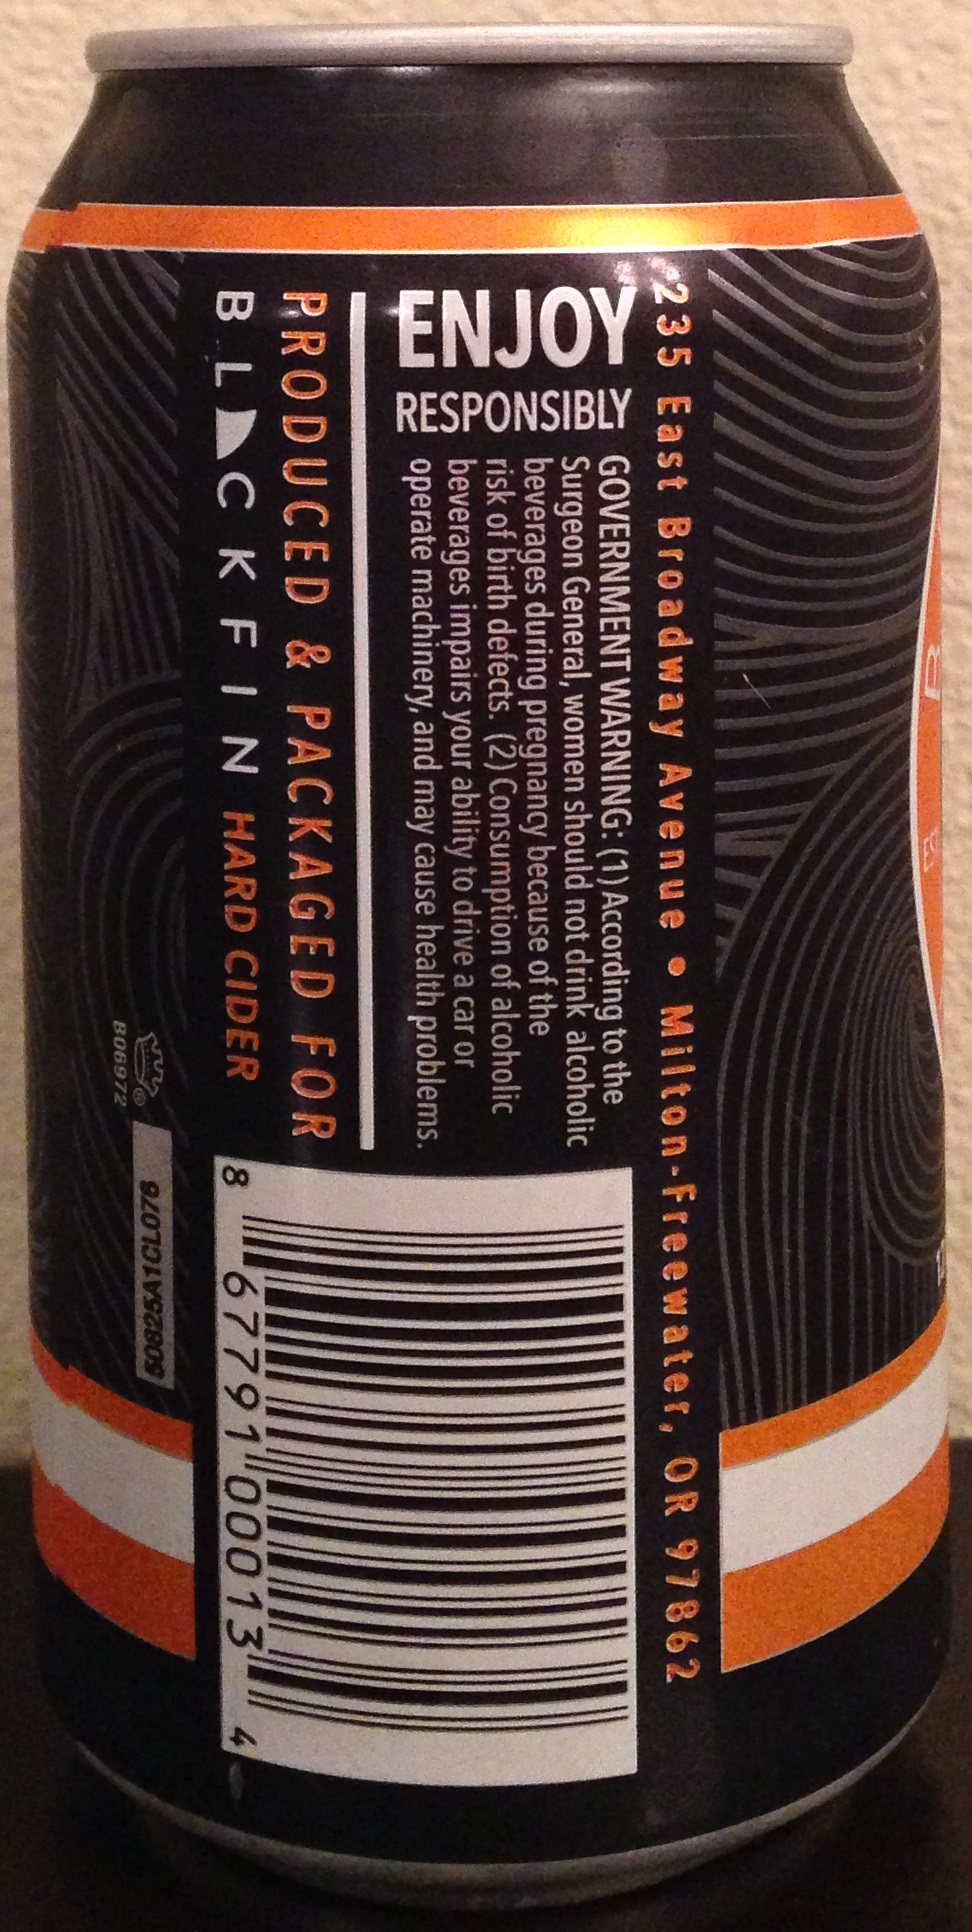 ENJOY
RESPONSIBLY
235 East Broadway Avenue • Milton-Freewater, OR 97862
GOVERNMENT WARNING: (1) According to the
Surgeon General, women should not drink alcoholic
beverages during pregnancy because of the
risk of birth defects. (2) Consumption of alcoholic
beverages impairs your ability to drive a car or
operate machinery, and may cause health problems.
PRODUCED & PACKAGED FOR
BLACKFIN HARD CIDER
8 67791 00013 4
B06972
50825A1CL076